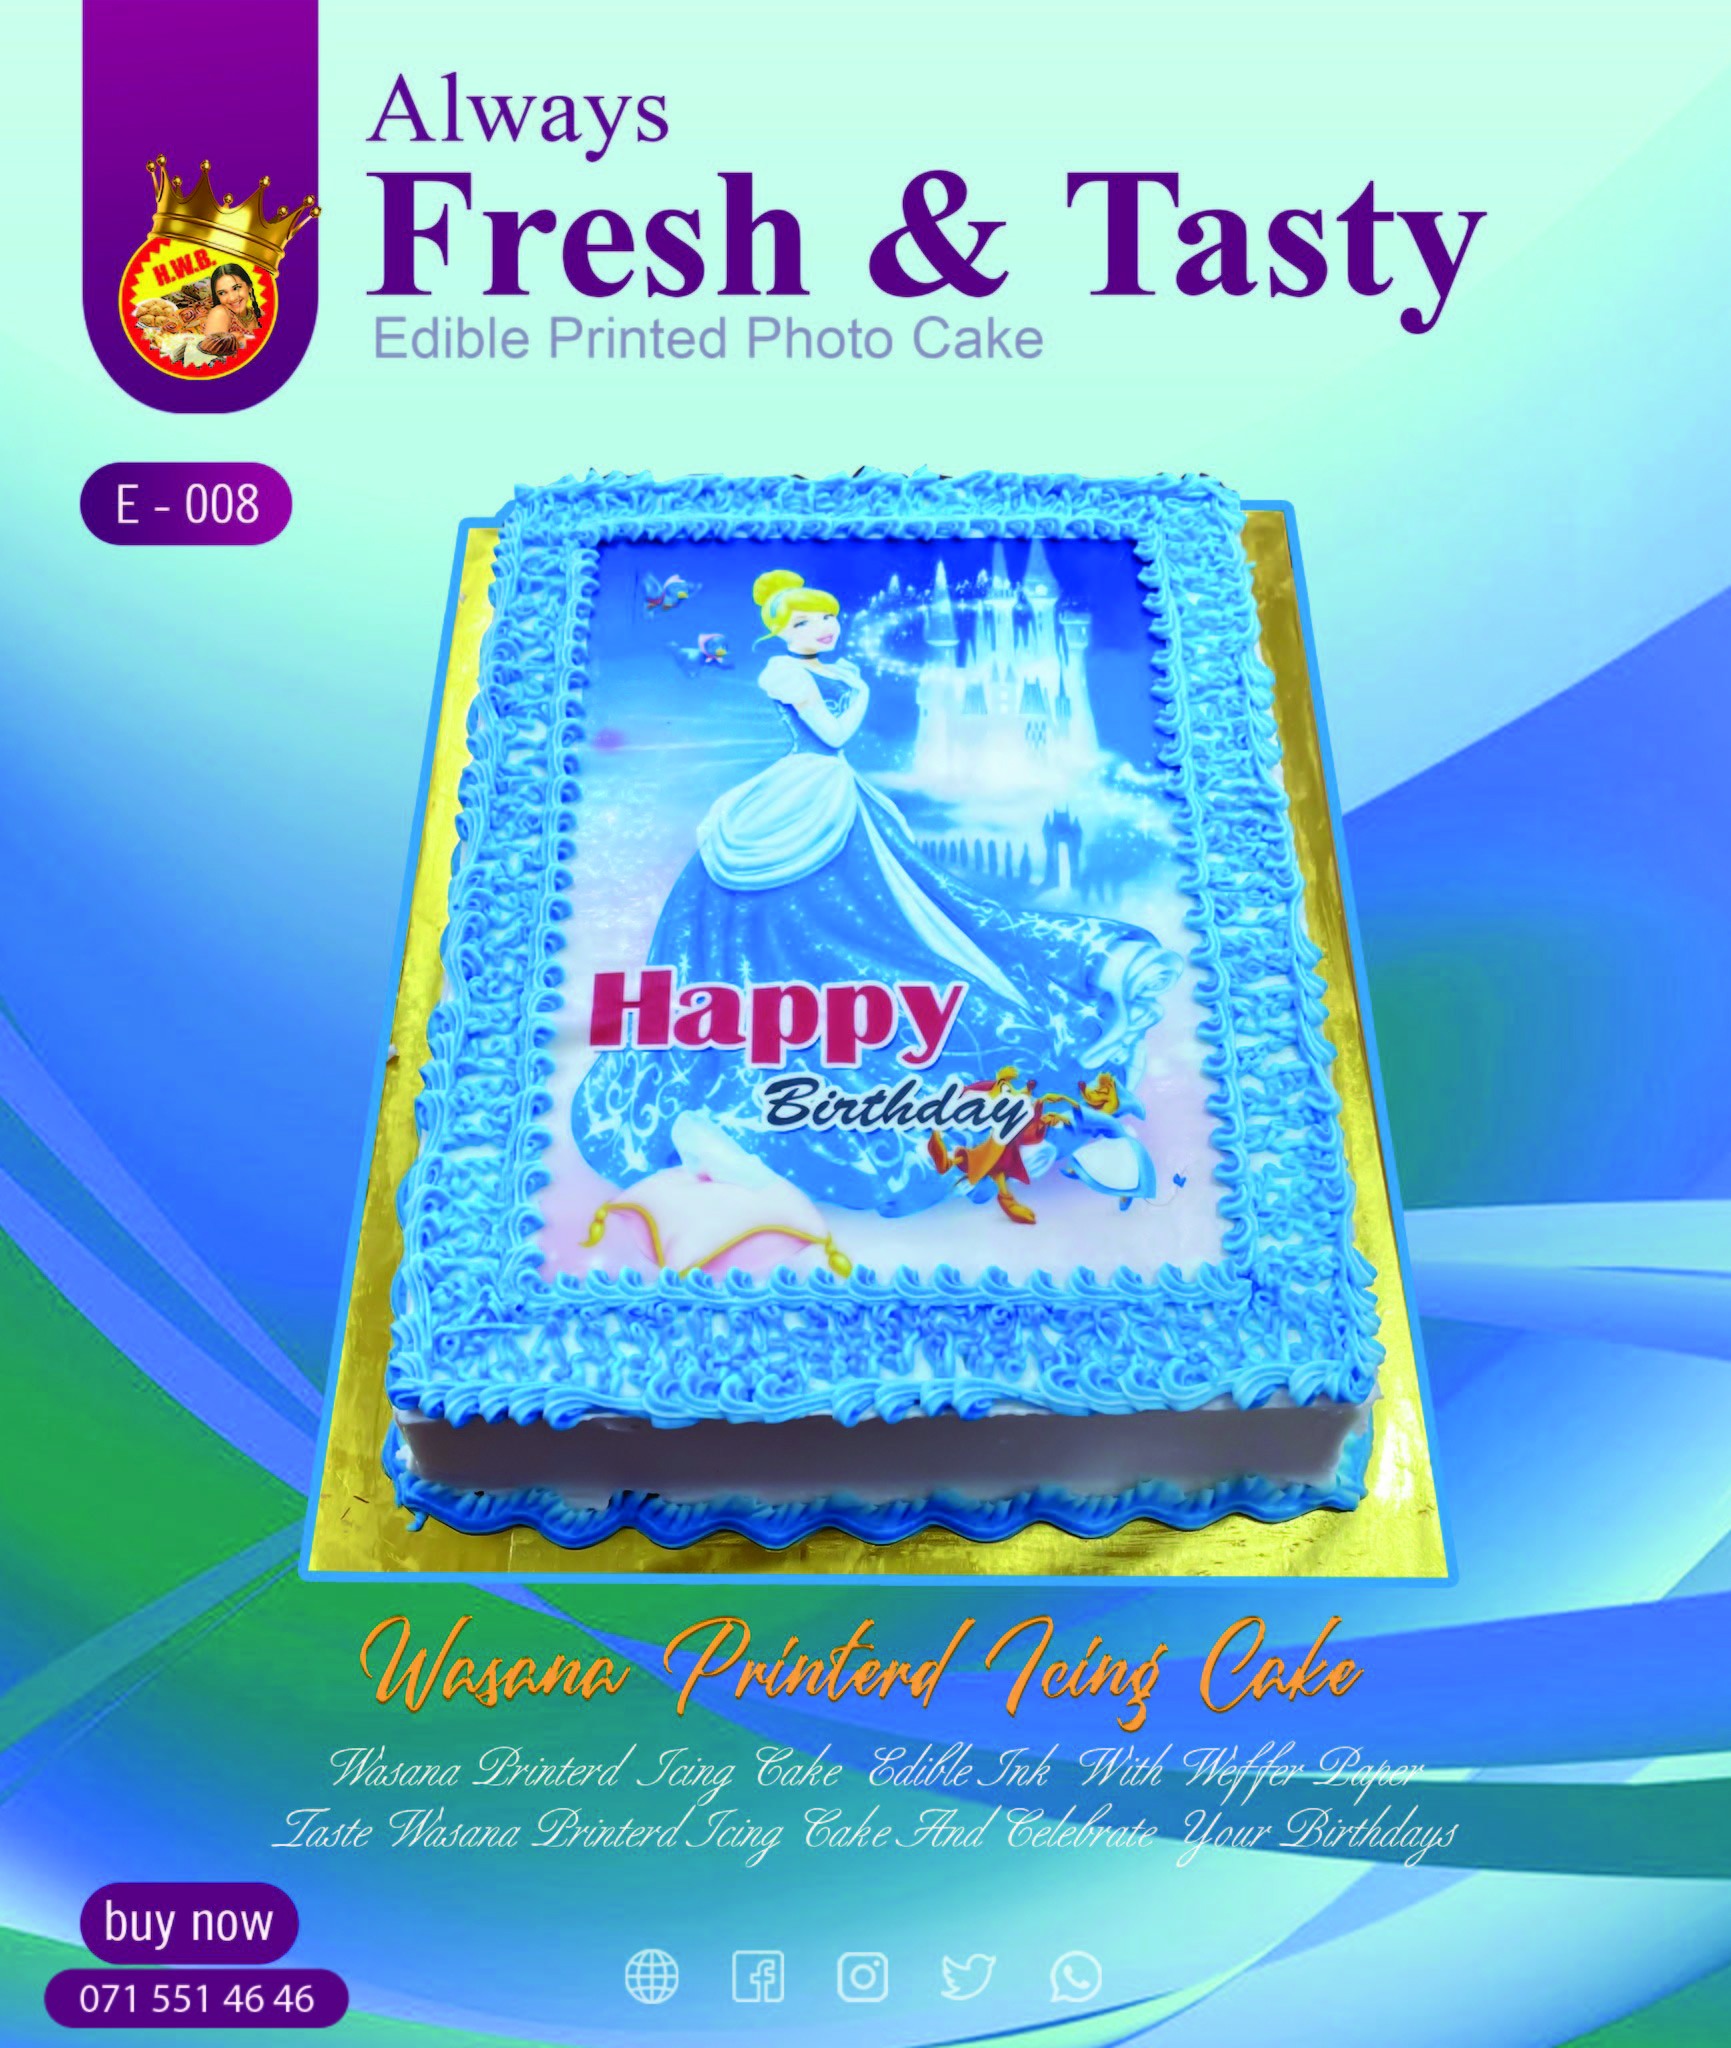 Always
Fresh & Tasty
Edible Printed Photo Cake
H.W.B.
E - 008
Happy
Birthday
Wasana Printerd Icing Cake
Wasana Printerd Icing Cake Edible Ink With Weffer Paper
Taste Wasana Printerd Icing Cake And Celebrate Your Birthdays
buy now
071 551 46 46